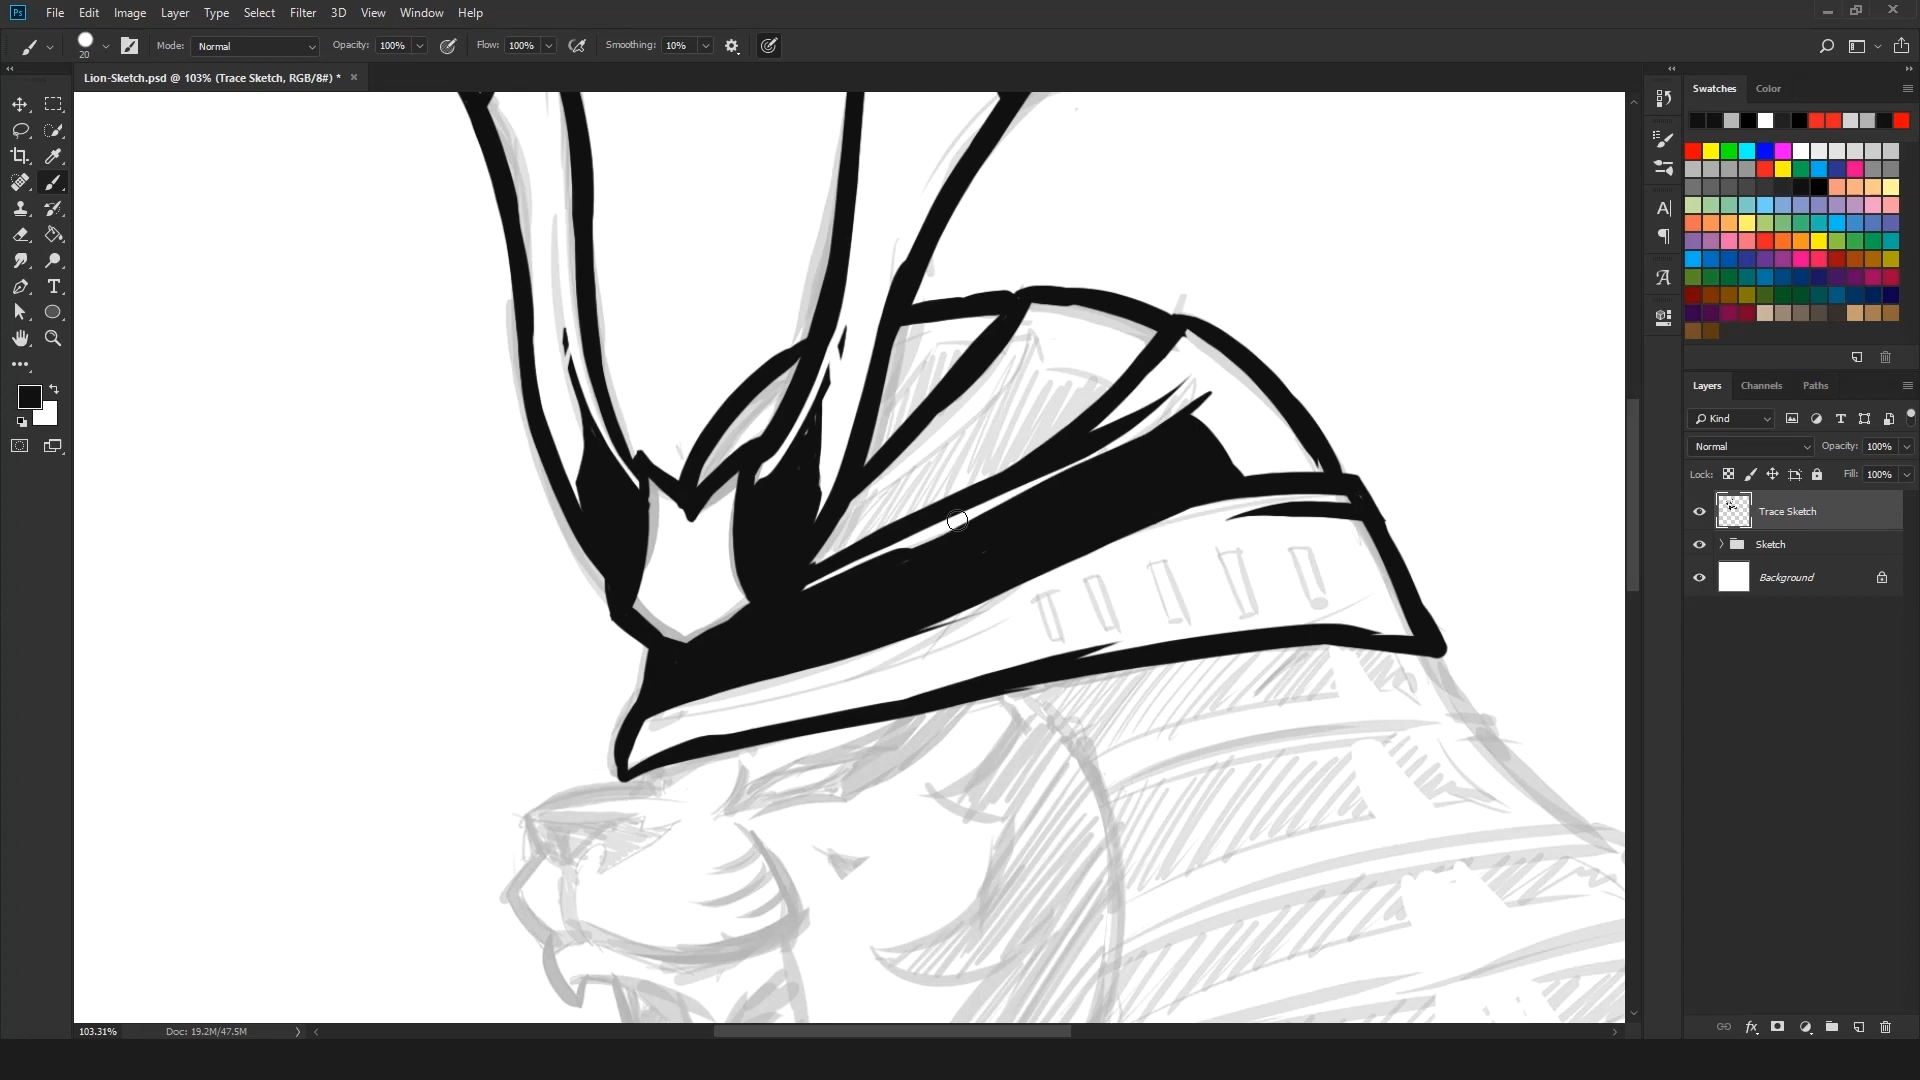 Ps File Edit Image Layer Type Select Filter 3D View Window Help
20 Mode: Normal Opacity: 100% Flow: 100% Smoothing: 10%
Lion-Sketch.psd @ 103% (Trace Sketch, RGB/8#) * ×
Swatches Color
Layers Channels Paths
Kind
Normal Opacity: 100%
Lock: Fill: 100%
Trace Sketch
Sketch
Background
103.31% Doc: 19.2M/47.5M